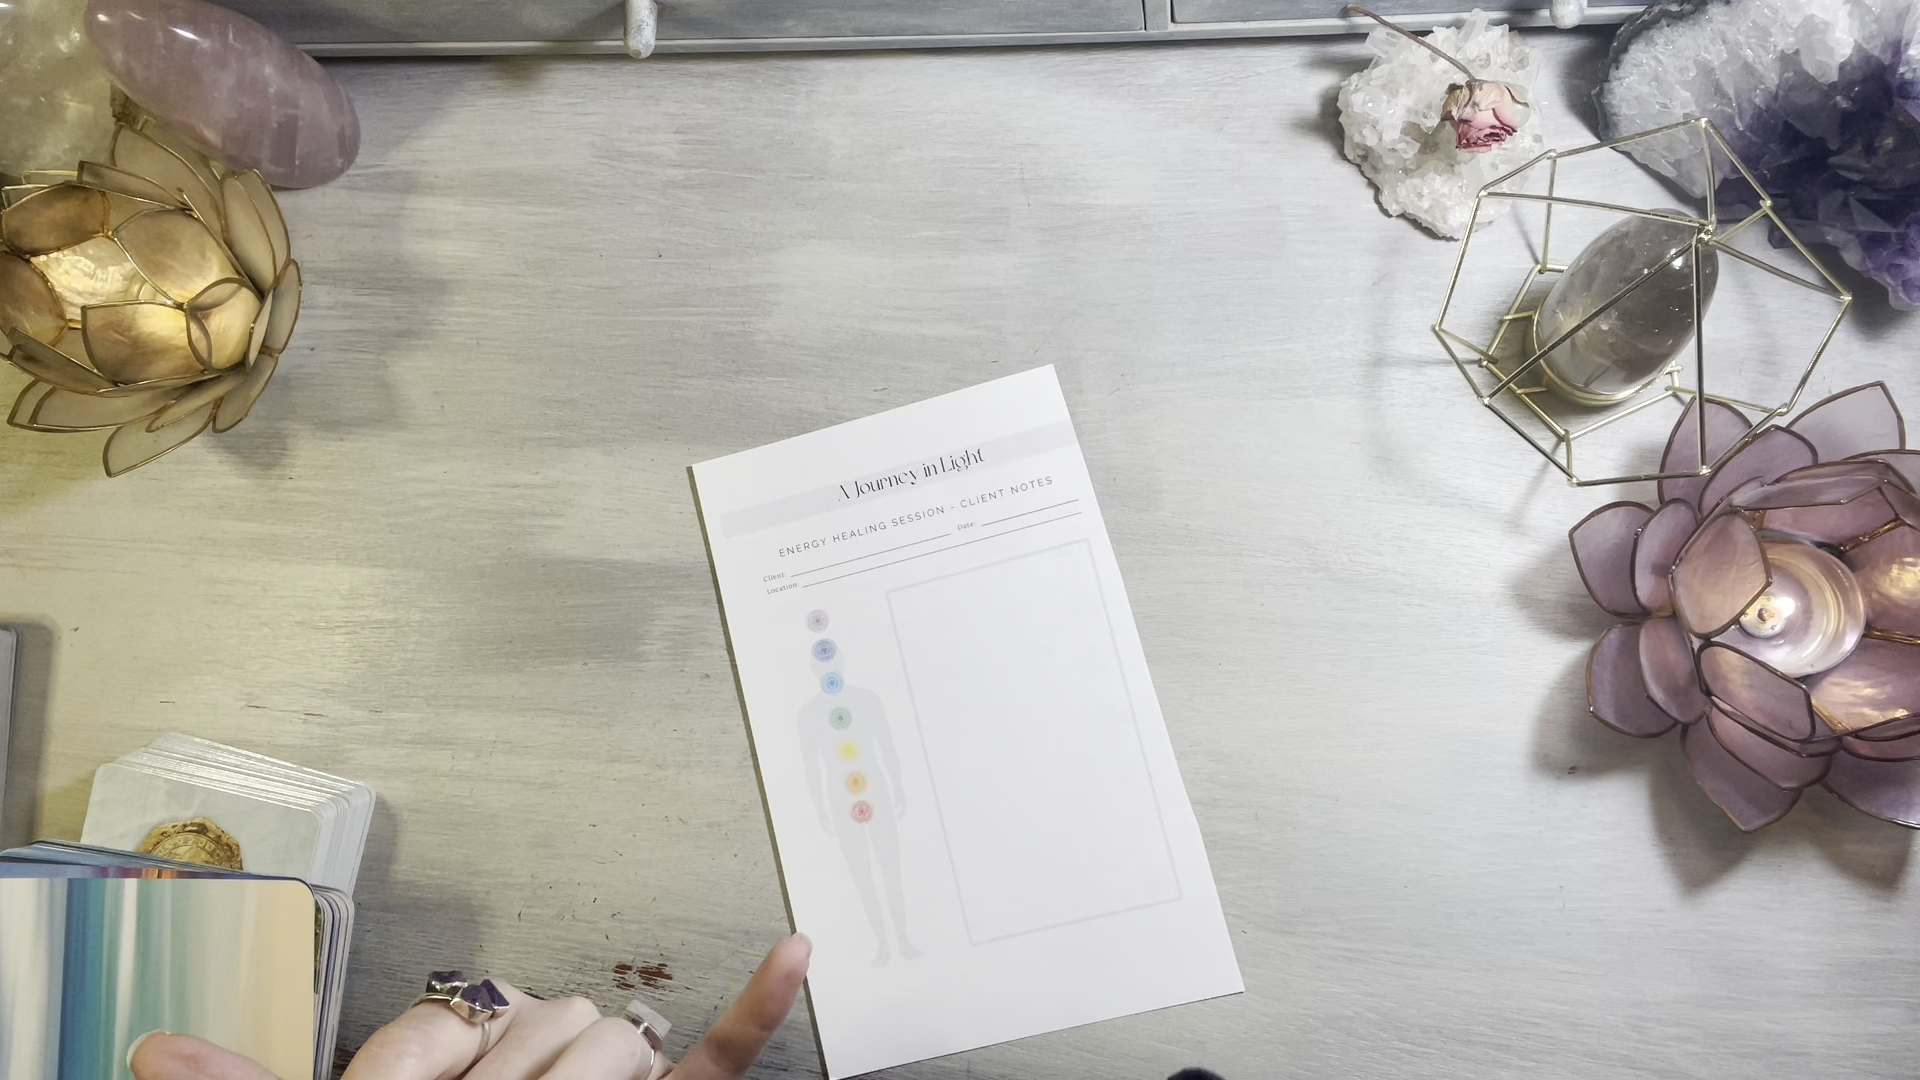 A Journey in Light
ENERGY HEALING SESSION - CLIENT NOTES
Client: Date:
Location: